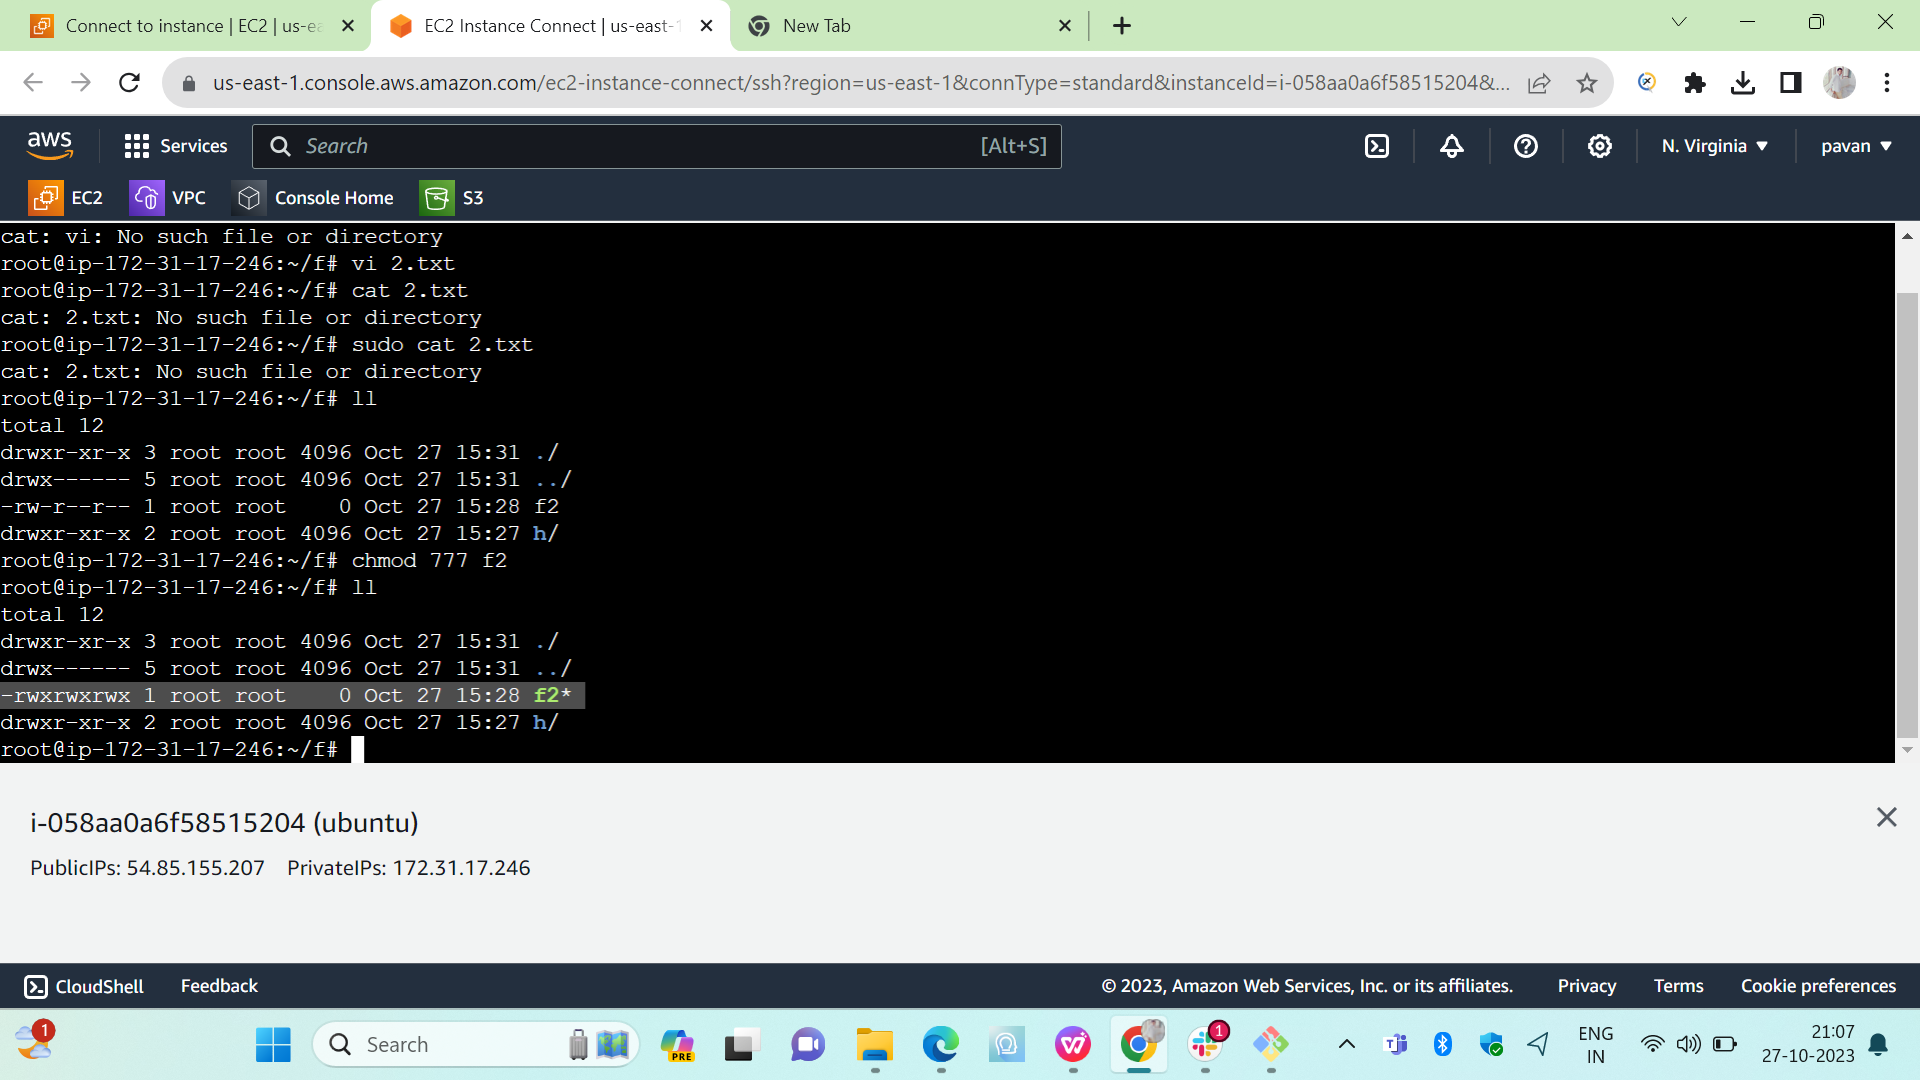 Connect to instance | EC2 | us-ea
EC2 Instance Connect | us-east-1
New Tab
us-east-1.console.aws.amazon.com/ec2-instance-connect/ssh?region=us-east-1&connType=standard&instanceId=i-058aa0a6f58515204&...
aws
Services
Search
[Alt+S]
N. Virginia
pavan
EC2
VPC
Console Home
S3
cat: vi: No such file or directory
root@ip-172-31-17-246:~/f# vi 2.txt
root@ip-172-31-17-246:~/f# cat 2.txt
cat: 2.txt: No such file or directory
root@ip-172-31-17-246:~/f# sudo cat 2.txt
cat: 2.txt: No such file or directory
root@ip-172-31-17-246:~/f# ll
total 12
drwxr-xr-x 3 root root 4096 Oct 27 15:31 ./
drwx------ 5 root root 4096 Oct 27 15:31 ../
-rw-r--r-- 1 root root    0 Oct 27 15:28 f2
drwxr-xr-x 2 root root 4096 Oct 27 15:27 h/
root@ip-172-31-17-246:~/f# chmod 777 f2
root@ip-172-31-17-246:~/f# ll
total 12
drwxr-xr-x 3 root root 4096 Oct 27 15:31 ./
drwx------ 5 root root 4096 Oct 27 15:31 ../
-rwxrwxrwx 1 root root    0 Oct 27 15:28 f2*
drwxr-xr-x 2 root root 4096 Oct 27 15:27 h/
root@ip-172-31-17-246:~/f#
i-058aa0a6f58515204 (ubuntu)
PublicIPs: 54.85.155.207 PrivateIPs: 172.31.17.246
CloudShell
Feedback
© 2023, Amazon Web Services, Inc. or its affiliates.
Privacy
Terms
Cookie preferences
1
Search
PRE
1
ENG
IN
21:07
27-10-2023